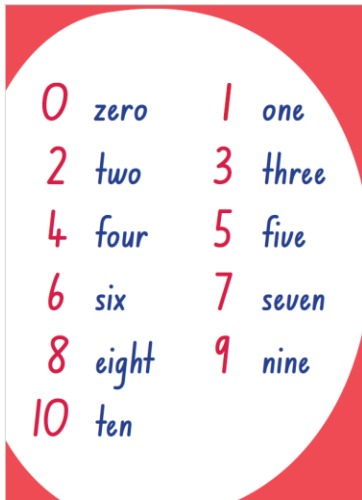 0 zero 1 one
2 two 3 three
4 four 5 five
6 six 7 seven
8 eight 9 nine
10 ten